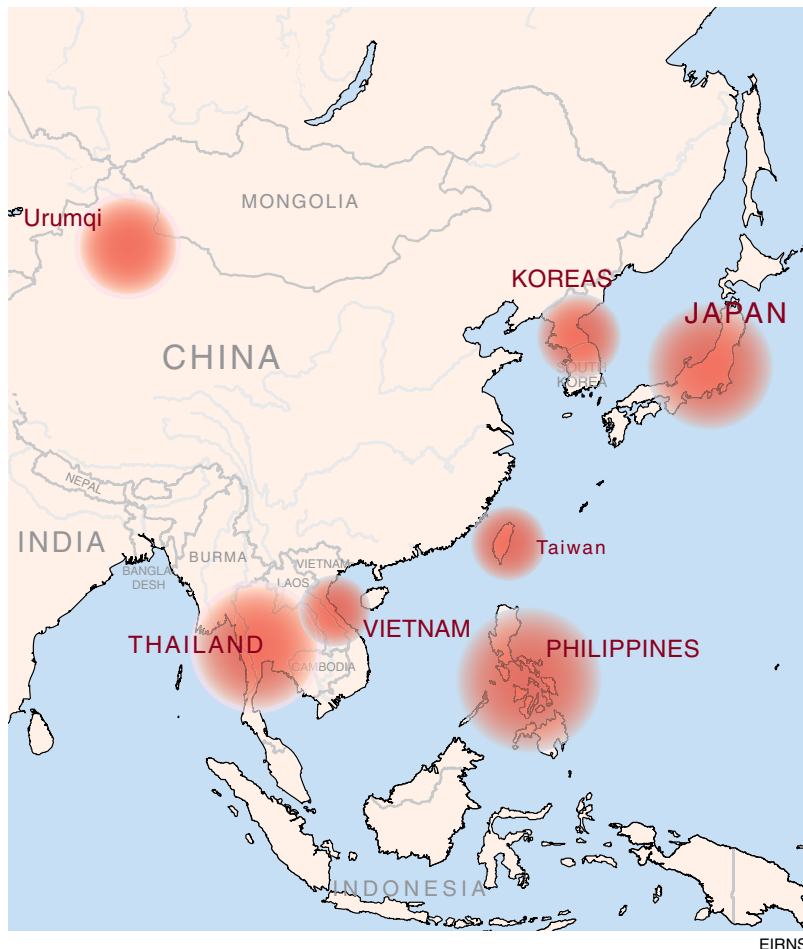 MONGOLIA
Urumqi
KOREAS
JAPAN
CHINA
SOUTH
KOREA
NEPAL
INDIA
BURMA
VIETNAM
BANGLA
DESH
LAOS
Taiwan
THAILAND
VIETNAM
PHILIPPINES
CAMBODIA
INDONESIA
EIRNS